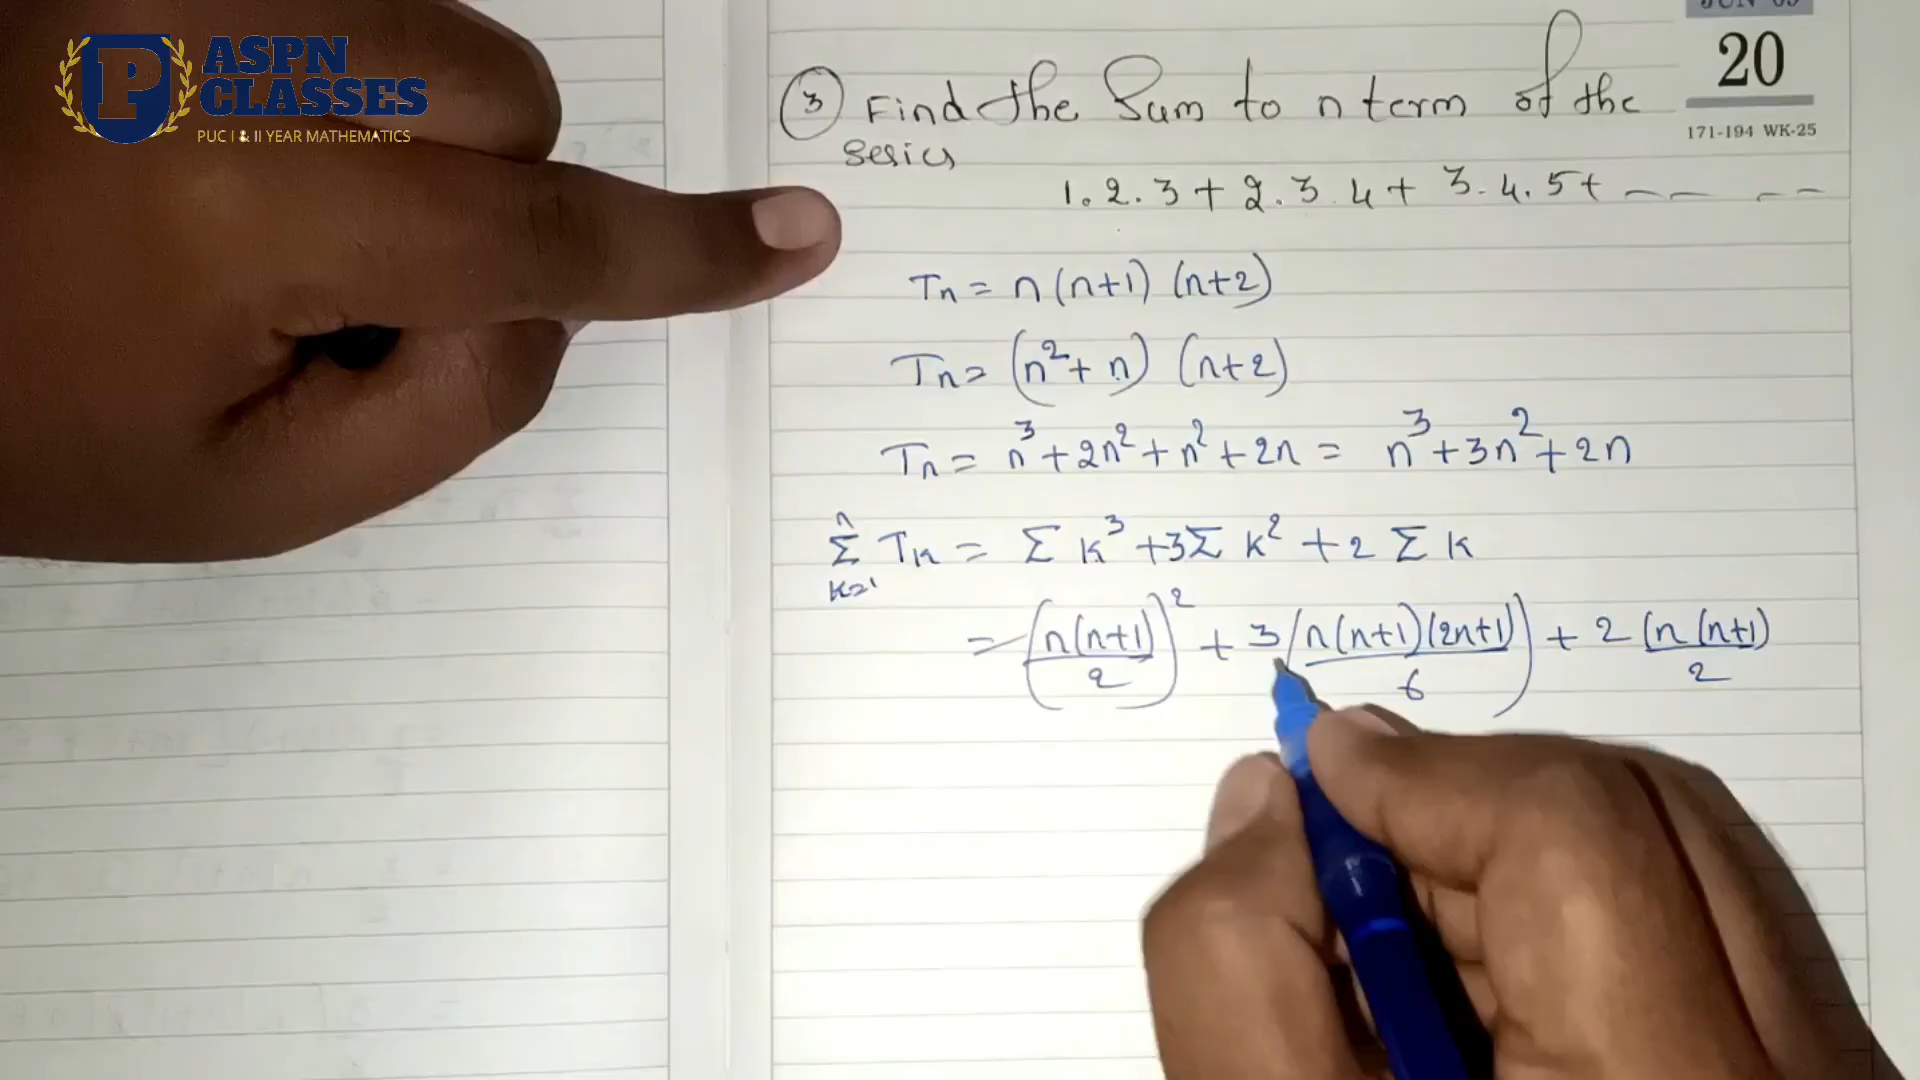 P ASPN
CLASSES
PUC I & II YEAR MATHEMATICS
JUN 05
20
171-194 WK-25
3 Find the Sum to n term of the
series
1.2.3 + 2.3.4 + 3.4.5 + -- --
Tn = n(n+1) (n+2)
Tn = (n²+n) (n+2)
Tn = n³+2n²+n²+2n = n³+3n²+2n
n
Σ Tk = Σ k³ +3Σ k² + 2 Σ k
k=1
= (n(n+1)/2)² + 3(n(n+1)(2n+1)/6) + 2(n(n+1)/2